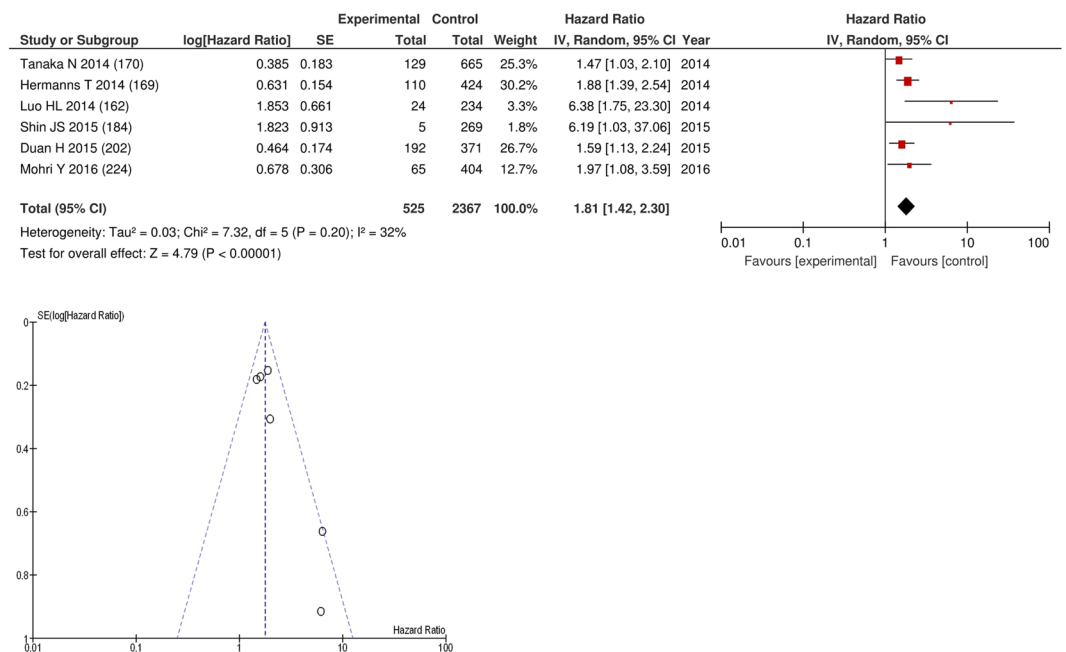 Experimental Control Hazard Ratio Hazard Ratio
Study or Subgroup log[Hazard Ratio] SE Total Total Weight IV, Random, 95% CI Year IV, Random, 95% CI
Tanaka N 2014 (170) 0.385 0.183 129 665 25.3% 1.47 [1.03, 2.10] 2014
Hermanns T 2014 (169) 0.631 0.154 110 424 30.2% 1.88 [1.39, 2.54] 2014
Luo HL 2014 (162) 1.853 0.661 24 234 3.3% 6.38 [1.75, 23.30] 2014
Shin JS 2015 (184) 1.823 0.913 5 269 1.8% 6.19 [1.03, 37.06] 2015
Duan H 2015 (202) 0.464 0.174 192 371 26.7% 1.59 [1.13, 2.24] 2015
Mohri Y 2016 (224) 0.678 0.306 65 404 12.7% 1.97 [1.08, 3.59] 2016
Total (95% CI) 525 2367 100.0% 1.81 [1.42, 2.30]
Heterogeneity: Tau² = 0.03; Chi² = 7.32, df = 5 (P = 0.20); I² = 32%
Test for overall effect: Z = 4.79 (P < 0.00001)
0.01 0.1 1 10 100
Favours [experimental] Favours [control]
SE(log[Hazard Ratio])
0
0.2
0.4
0.6
0.8
1
Hazard Ratio
0.01 0.1 1 10 100